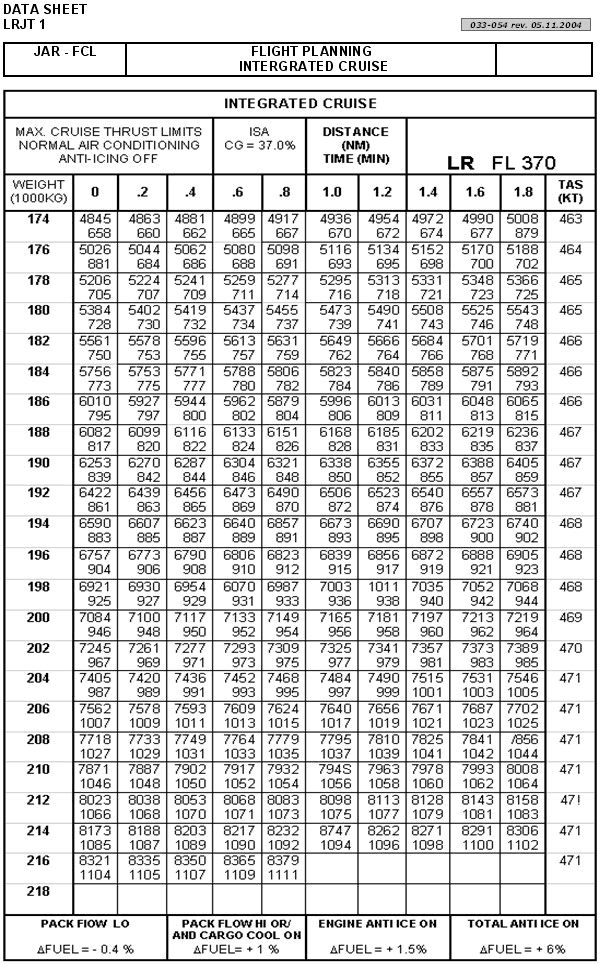 DATA SHEET
LRJT 1
033-054 rev. 05.11.2004
JAR - FCL
FLIGHT PLANNING
INTERGRATED CRUISE
INTEGRATED CRUISE
MAX. CRUISE THRUST LIMITS
NORMAL AIR CONDITIONING
ANTI-ICING OFF
ISA
CG = 37.0%
DISTANCE
(NM)
TIME (MIN)
LR FL 370
WEIGHT
(1000KG)
0 .2 .4 .6 .8 1.0 1.2 1.4 1.6 1.8
TAS
(KT)
174 4845 4863 4881 4899 4917 4936 4954 4972 4990 5008 463
658 660 662 665 667 670 672 674 677 879
176 5026 5044 5062 5080 5098 5116 5134 5152 5170 5188 464
881 684 686 688 691 693 695 698 700 702
178 5206 5224 5241 5259 5277 5295 5313 5331 5348 5366 465
705 707 709 711 714 716 718 721 723 725
180 5384 5402 5419 5437 5455 5473 5490 5508 5525 5543 465
728 730 732 734 737 739 741 743 746 748
182 5561 5578 5596 5613 5631 5649 5666 5684 5701 5719 466
750 753 755 757 759 762 764 766 768 771
184 5756 5753 5771 5788 5806 5823 5840 5858 5875 5892 466
773 775 777 780 782 784 786 789 791 793
186 6010 5927 5944 5962 5879 5996 6013 6031 6048 6065 466
795 797 800 802 804 806 809 811 813 815
188 6082 6099 6116 6133 6151 6168 6185 6202 6219 6236 467
817 820 822 824 826 828 831 833 835 837
190 6253 6270 6287 6304 6321 6338 6355 6372 6388 6405 467
839 842 844 846 848 850 852 855 857 859
192 6422 6439 6456 6473 6490 6506 6523 6540 6557 6573 467
861 863 865 869 870 872 874 876 878 881
194 6590 6607 6623 6640 6857 6673 6690 6707 6723 6740 468
883 885 887 889 891 893 895 898 900 902
196 6757 6773 6790 6806 6823 6839 6856 6872 6888 6905 468
904 906 908 910 912 915 917 919 921 923
198 6921 6930 6954 6070 6987 7003 1011 7035 7052 7068 468
925 927 929 931 933 936 938 940 942 944
200 7084 7100 7117 7133 7149 7165 7181 7197 7213 7219 469
946 948 950 952 954 956 958 960 962 964
202 7245 7261 7277 7293 7309 7325 7341 7357 7373 7389 470
967 969 971 973 975 977 979 981 983 985
204 7405 7420 7436 7452 7468 7484 7490 7515 7531 7546 471
987 989 991 993 995 997 999 1001 1003 1005
206 7562 7578 7593 7609 7624 7640 7656 7671 7687 7702 471
1007 1009 1011 1013 1015 1017 1019 1021 1023 1025
208 7718 7733 7749 7764 7779 7795 7810 7825 7841 /856 471
1027 1029 1031 1033 1035 1037 1039 1041 1042 1044
210 7871 7887 7902 7917 7932 794S 7963 7978 7993 8008 471
1046 1048 1050 1052 1054 1056 1058 1060 1062 1064
212 8023 8038 8053 8068 8083 8098 8113 8128 8143 8158 47!
1066 1068 1070 1071 1073 1075 1077 1079 1081 1083
214 8173 8188 8203 8217 8232 8747 8262 8271 8291 8306 471
1085 1087 1089 1090 1092 1094 1096 1098 1100 1102
216 8321 8335 8350 8365 8379 471
1104 1105 1107 1109 1111
218
PACK FlOW LO
ΔFUEL = - 0.4 %
PACK FLOW HI OR/
AND CARGO COOL ON
ΔFUEL= + 1 %
ENGINE ANTI ICE ON
ΔFUEL = + 1.5%
TOTAL ANTI ICE ON
ΔFUEL = + 6%